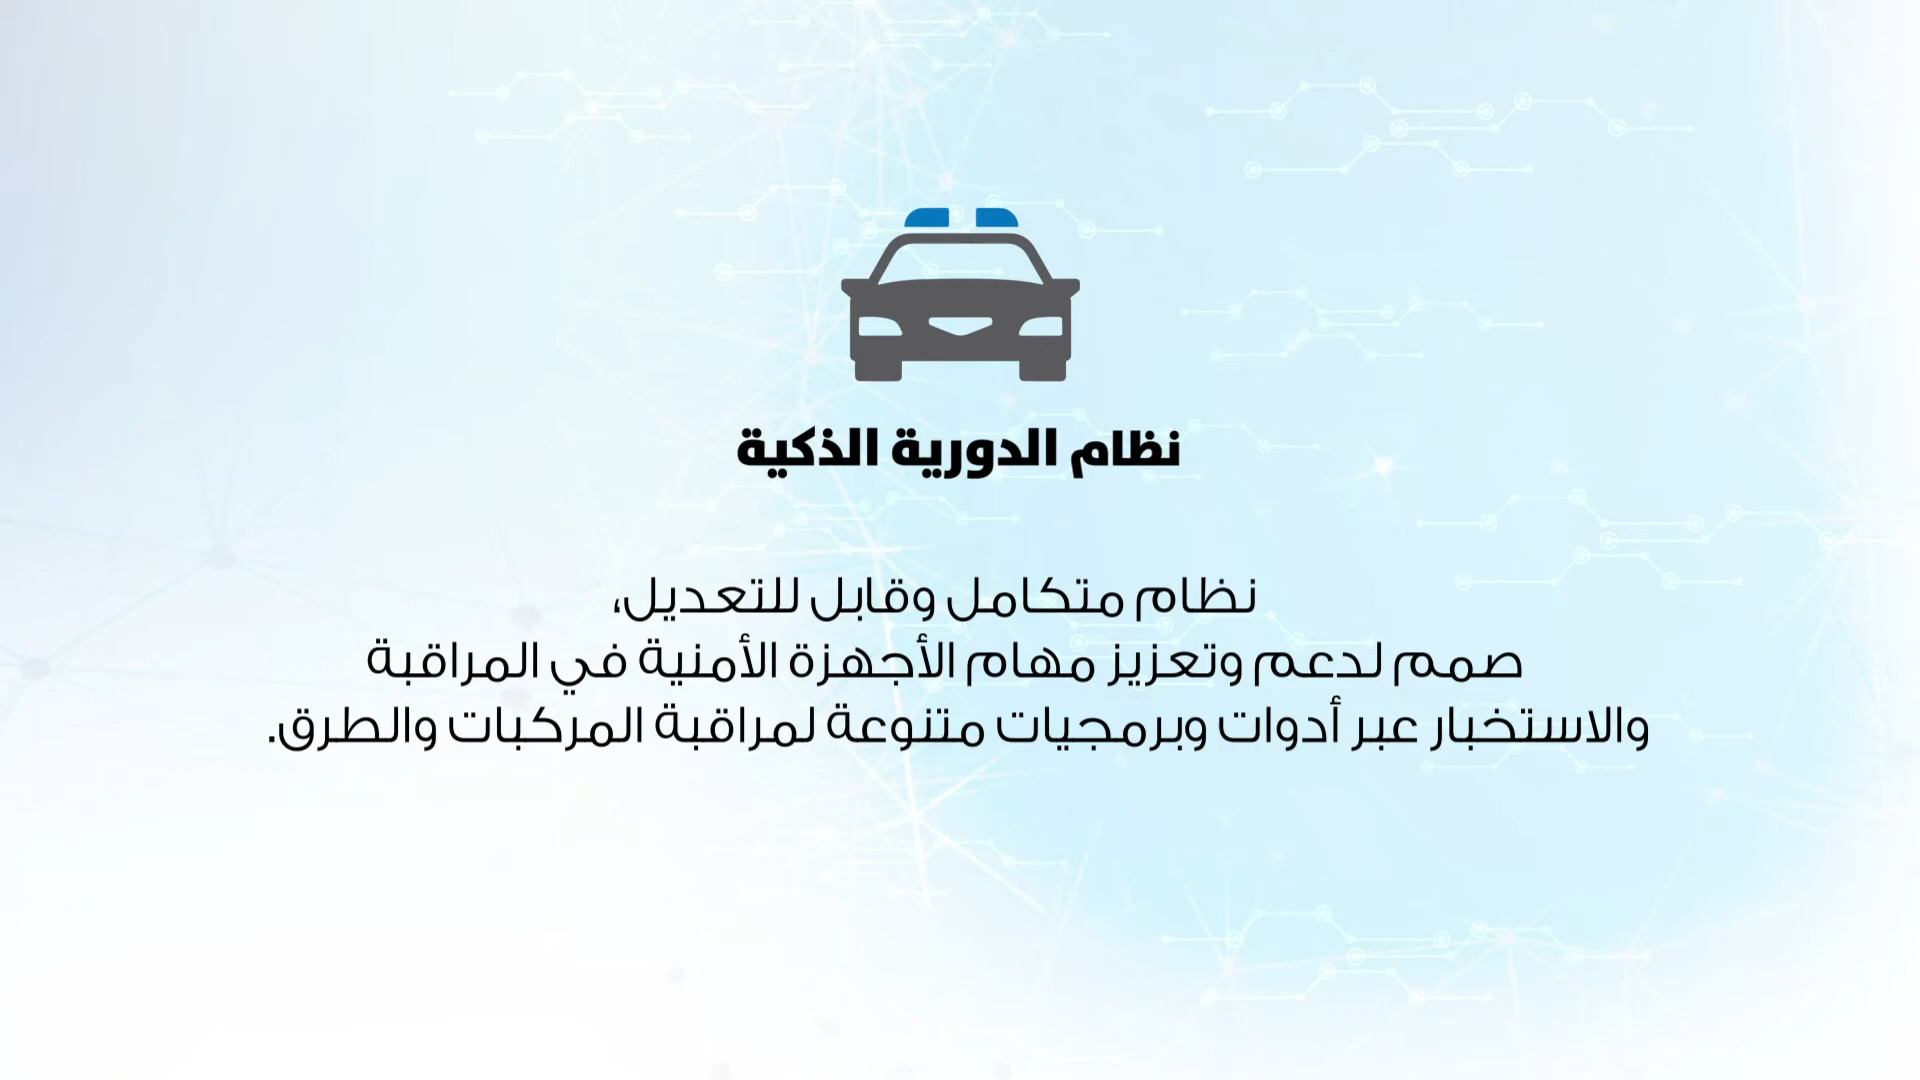 نظام الدورية الذكية
نظام متكامل وقابل للتعديل،
صمم لدعم وتعزيز مهام الأجهزة الأمنية في المراقبة
والاستخبار عبر أدوات وبرمجيات متنوعة لمراقبة المركبات والطرق.